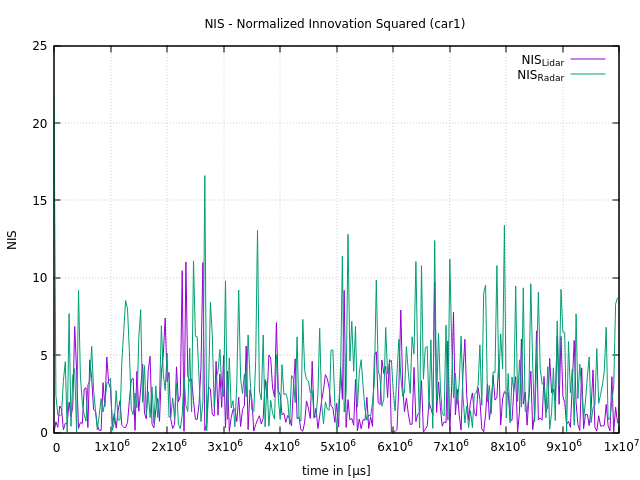 NIS - Normalized Innovation Squared (car1)
25
20
15
10
5
0
NIS
NIS_Lidar
NIS_Radar
0 1x10^6 2x10^6 3x10^6 4x10^6 5x10^6 6x10^6 7x10^6 8x10^6 9x10^6 1x10^7
time in [µs]